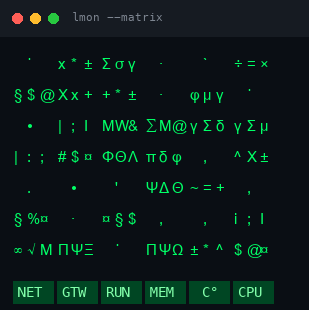 lmon --matrix
˙ x * ± Σ σ γ · ` ÷ = ×
§ $ @ X x + + * ± · φ μ γ ˙
• | ; I MW& ∑M@ γ Σ δ γ Σ μ
| : ; # $ ¤ ΦΘΛ π δ φ , ^ X ±
. • ' ΨΔΘ ~ = + ,
§ %¤ · ¤ § $ , , i ; I
∞ √ M ΠΨΞ ˙ ΠΨΩ ± * ^ $ @¤
NET GTW RUN MEM C° CPU